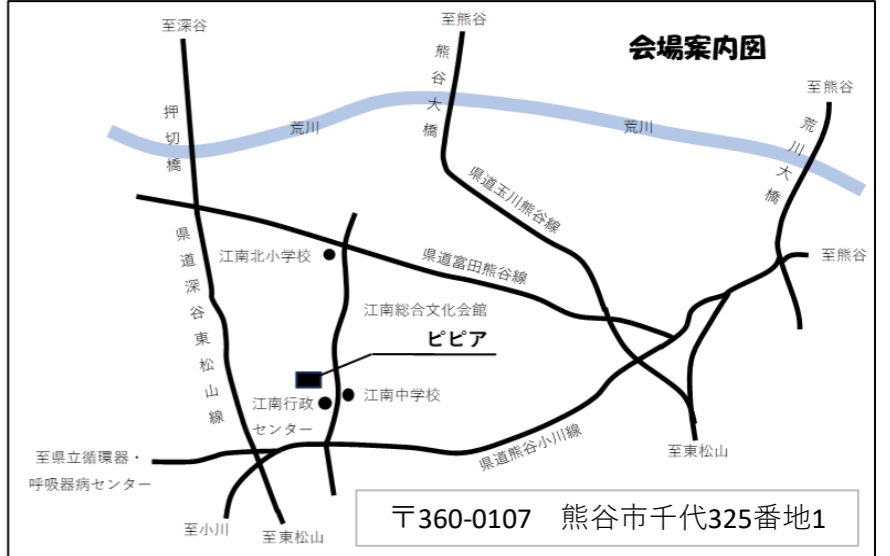 会場案内図
至深谷
至熊谷
至熊谷
押切橋
熊谷大橋
荒川大橋
荒川
荒川
県道玉川熊谷線
県道深谷東松山線
江南北小学校
県道富田熊谷線
至熊谷
江南総合文化会館
ピピア
江南行政
センター
江南中学校
県道熊谷小川線
至東松山
至県立循環器・
呼吸器病センター
至小川
至東松山
〒360-0107　熊谷市千代325番地1